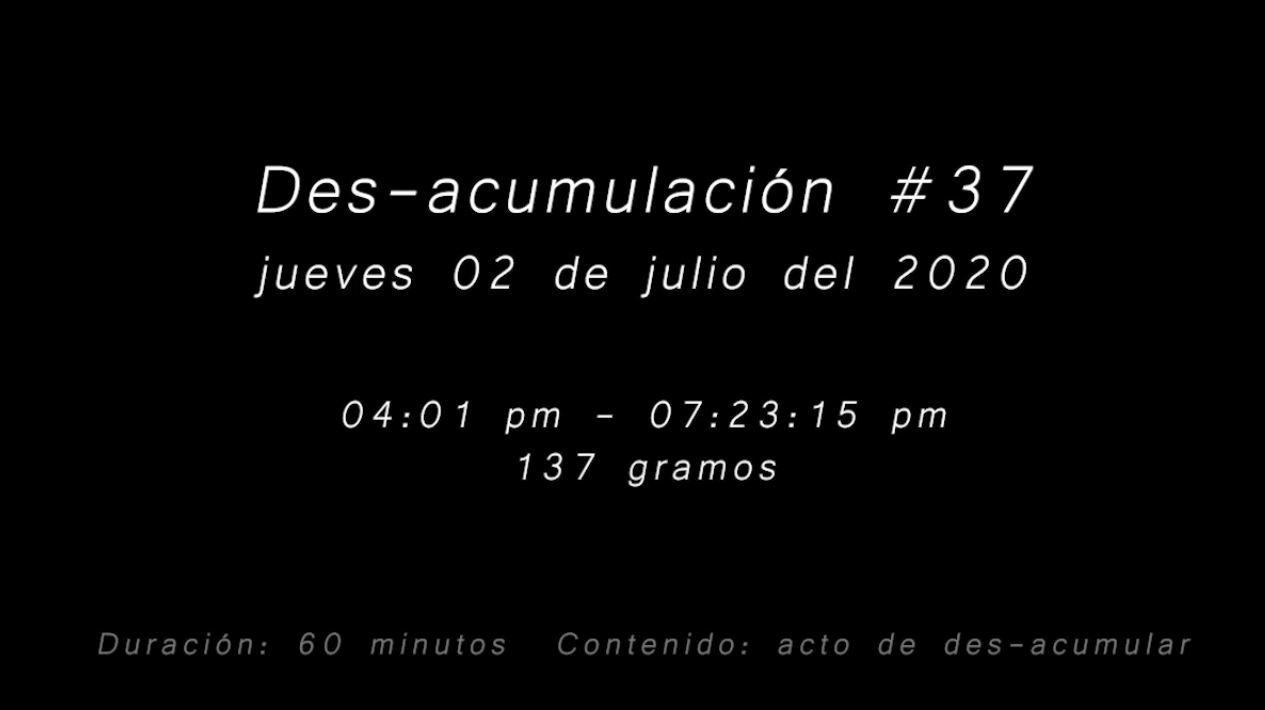 Des-acumulación #37
jueves 02 de julio del 2020
04:01 pm - 07:23:15 pm
137 gramos
Duración: 60 minutos Contenido: acto de des-acumular